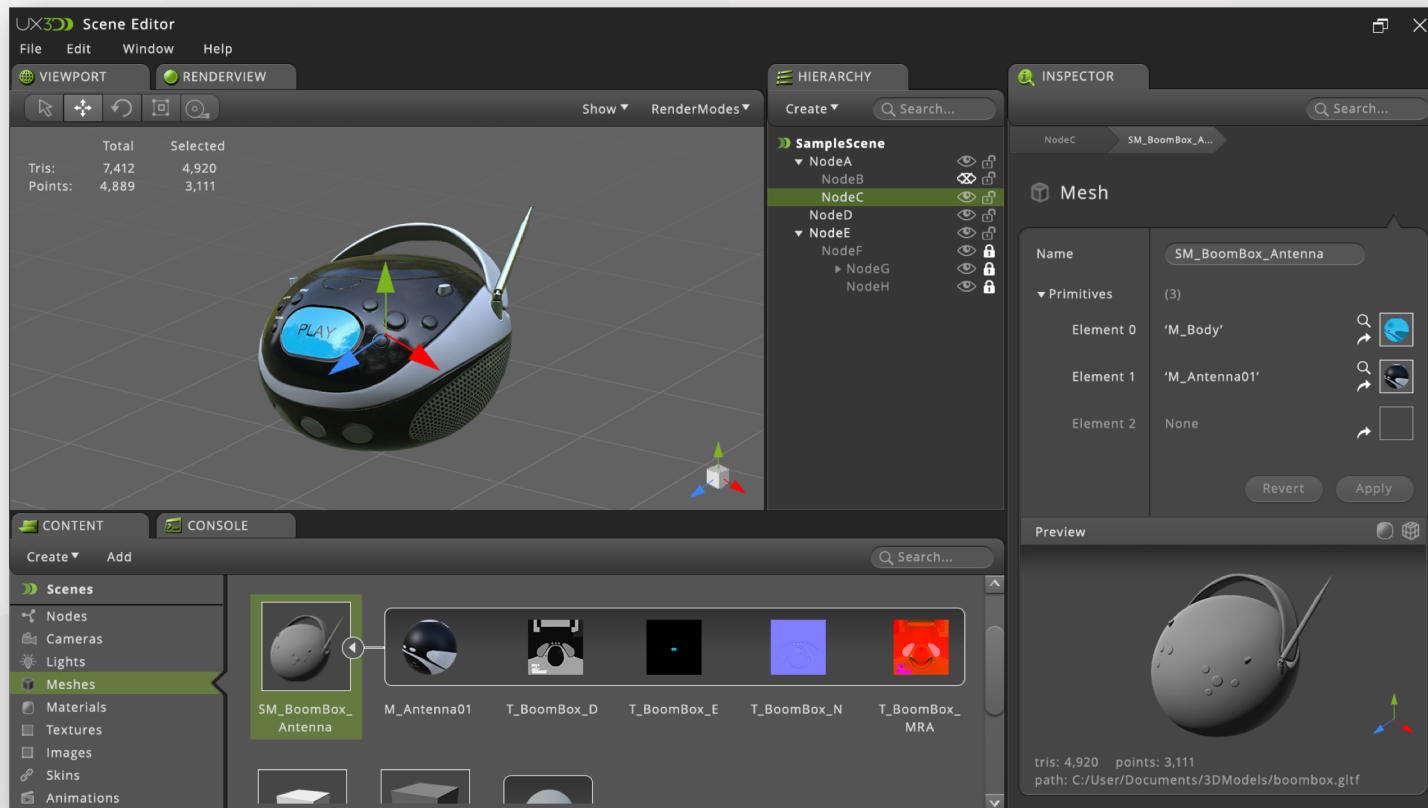 UX3D Scene Editor
File Edit Window Help
VIEWPORT RENDERVIEW
Show RenderModes
Total Selected
Tris: 7,412 4,920
Points: 4,889 3,111
PLAY
HIERARCHY
Create Search...
SampleScene
NodeA
NodeB
NodeC
NodeD
NodeE
NodeF
NodeG
NodeH
INSPECTOR
Search...
NodeC SM_BoomBox_A...
Mesh
Name SM_BoomBox_Antenna
Primitives (3)
Element 0 ‘M_Body’
Element 1 ‘M_Antenna01’
Element 2 None
Revert Apply
Preview
tris: 4,920 points: 3,111
path: C:/User/Documents/3DModels/boombox.gltf
CONTENT CONSOLE
Create Add Search...
Scenes
Nodes
Cameras
Lights
Meshes
Materials
Textures
Images
Skins
Animations
SM_BoomBox_
Antenna
M_Antenna01
T_BoomBox_D
T_BoomBox_E
T_BoomBox_N
T_BoomBox_
MRA